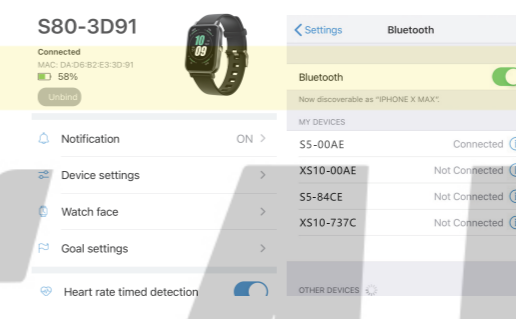 S80-3D91
Connected
MAC: DA:D6:B2:E3:3D:91
58%
Unbind
Notification
ON
Device settings
Watch face
Goal settings
Heart rate timed detection
10
09
Settings
Bluetooth
Bluetooth
Now discoverable as "IPHONE X MAX".
MY DEVICES
S5-00AE
Connected
XS10-00AE
Not Connected
S5-84CE
Not Connected
XS10-737C
Not Connected
OTHER DEVICES